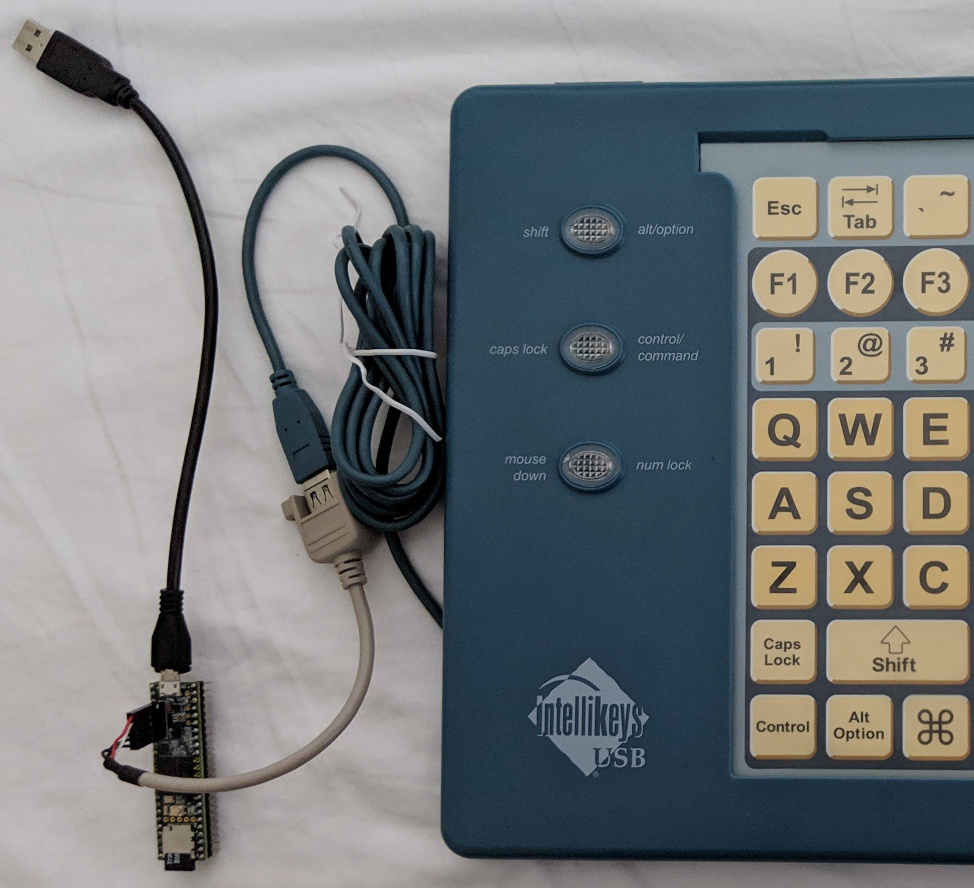 shift
alt/option
caps lock
control/
command
mouse
down
num lock
Intellikeys
USB
®
Esc
Tab
` ~
F1
F2
F3
! 1
@ 2
# 3
Q
W
E
A
S
D
Z
X
C
Caps
Lock
Shift
Control
Alt
Option
⌘